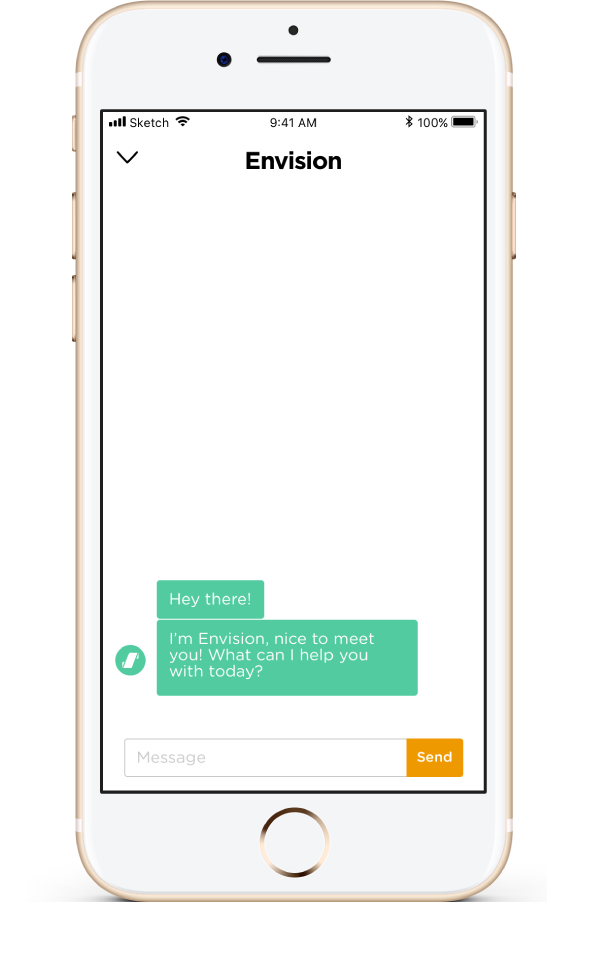 Sketch 9:41 AM 100%
Envision
Hey there!
I'm Envision, nice to meet
you! What can I help you
with today?
Message Send